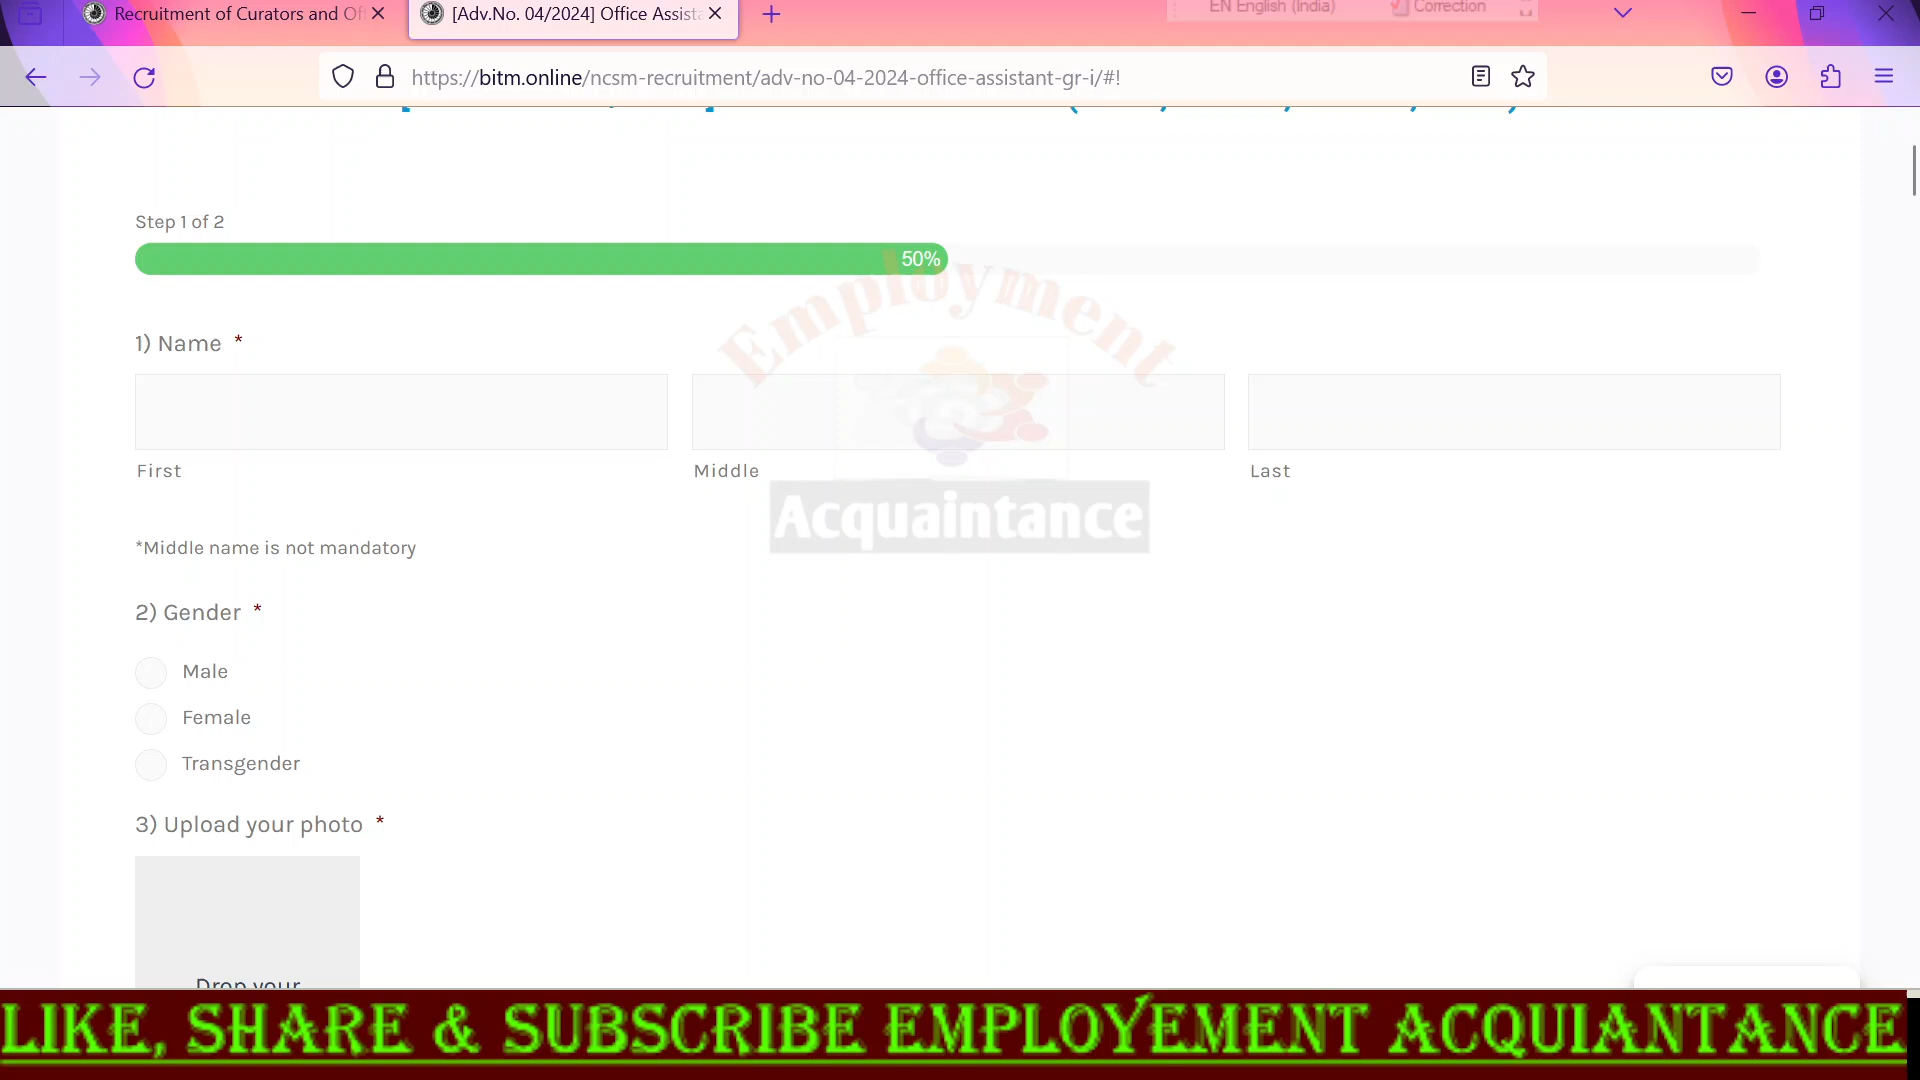 Recruitment of Curators and Of
[Adv.No. 04/2024] Office Assista
EN English (India)
Correction
https://bitm.online/ncsm-recruitment/adv-no-04-2024-office-assistant-gr-i/#!
Step 1 of 2
50%
Employment
1) Name *
First
Middle
Last
Acquaintance
*Middle name is not mandatory
2) Gender *
Male
Female
Transgender
3) Upload your photo *
Drop your
LIKE, SHARE & SUBSCRIBE EMPLOYEMENT ACQUIANTANCE